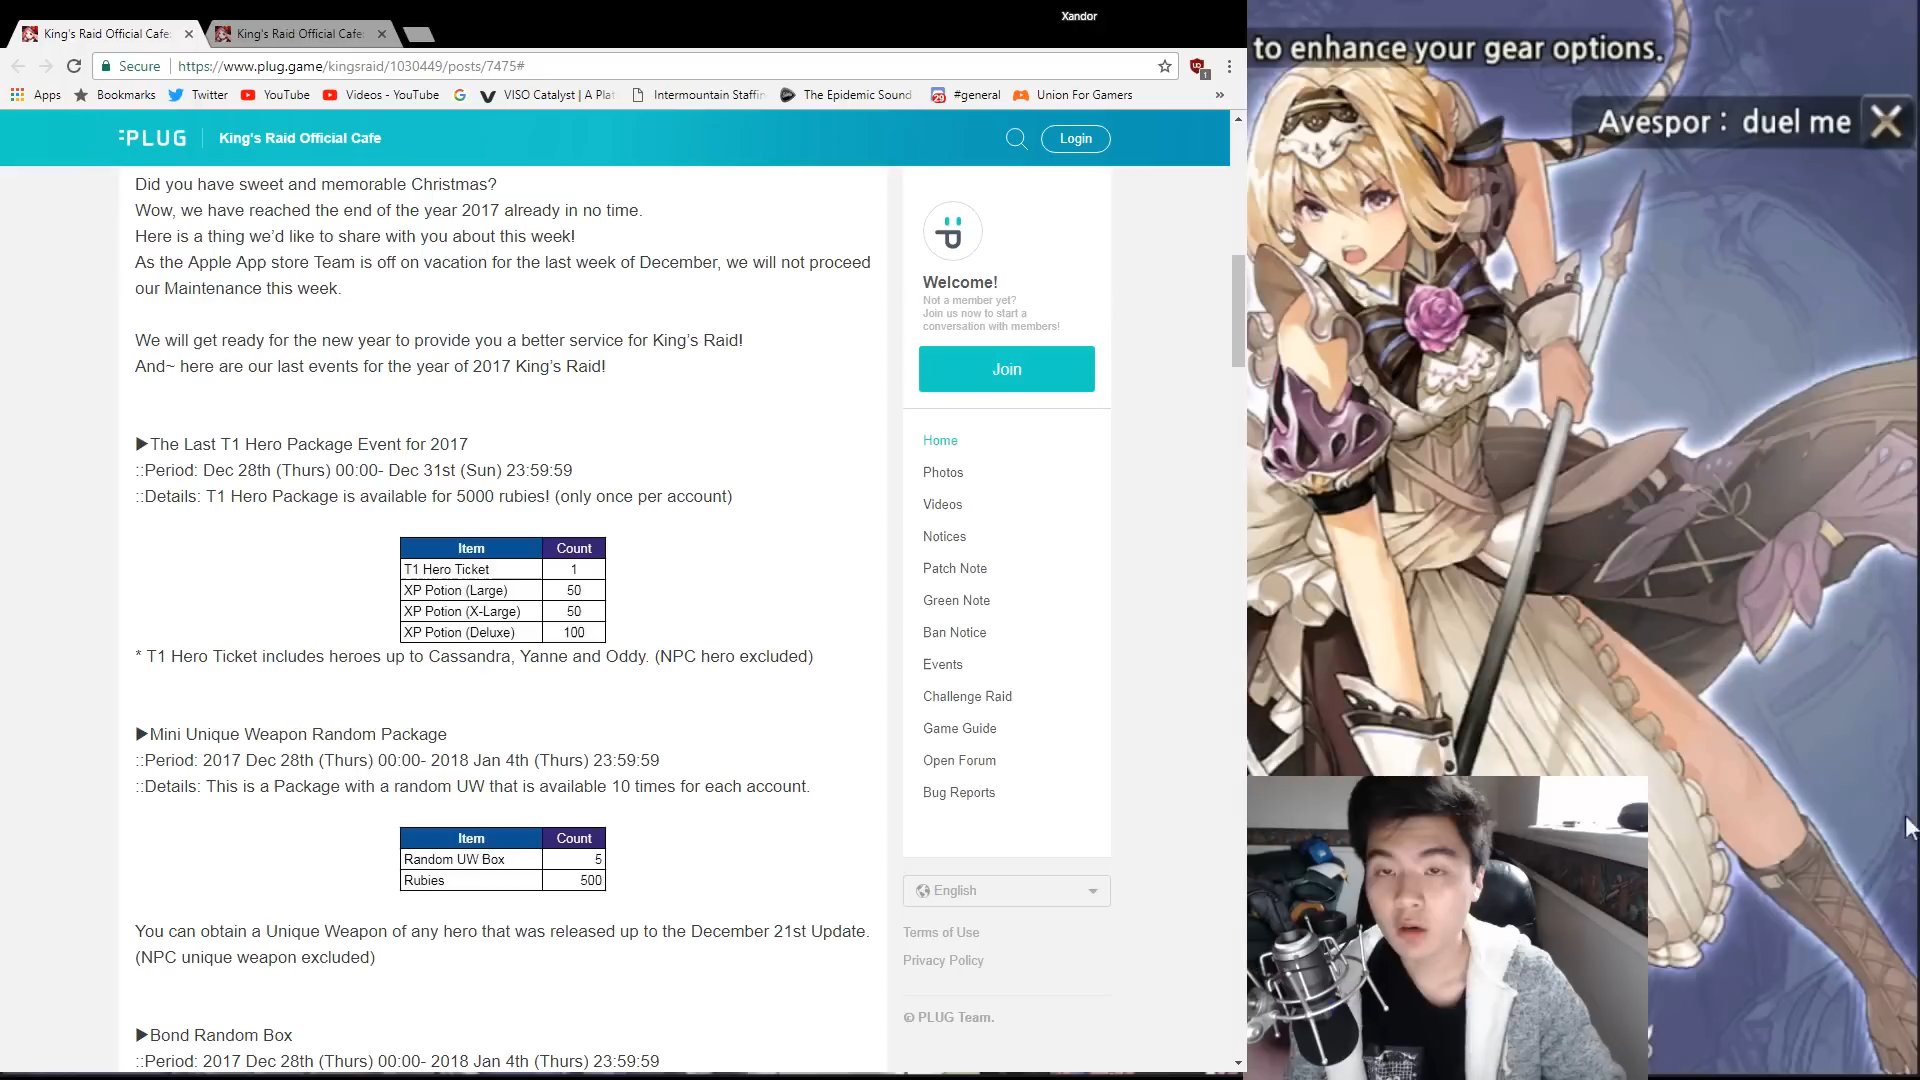 Xandor
King's Raid Official Cafe:
King's Raid Official Cafe:
Secure
https://www.plug.game/kingsraid/1030449/posts/7475#
Apps
Bookmarks
Twitter
YouTube
Videos - YouTube
VISO Catalyst | A Plat
Intermountain Staffin
The Epidemic Sound
29
#general
Union For Gamers
»
1
PLUG
King's Raid Official Cafe
Login
Did you have sweet and memorable Christmas?
Wow, we have reached the end of the year 2017 already in no time.
Here is a thing we'd like to share with you about this week!
As the Apple App store Team is off on vacation for the last week of December, we will not proceed
our Maintenance this week.
We will get ready for the new year to provide you a better service for King's Raid!
And~ here are our last events for the year of 2017 King's Raid!
▶The Last T1 Hero Package Event for 2017
::Period: Dec 28th (Thurs) 00:00- Dec 31st (Sun) 23:59:59
::Details: T1 Hero Package is available for 5000 rubies! (only once per account)
Item Count
T1 Hero Ticket 1
XP Potion (Large) 50
XP Potion (X-Large) 50
XP Potion (Deluxe) 100
* T1 Hero Ticket includes heroes up to Cassandra, Yanne and Oddy. (NPC hero excluded)
▶Mini Unique Weapon Random Package
::Period: 2017 Dec 28th (Thurs) 00:00- 2018 Jan 4th (Thurs) 23:59:59
::Details: This is a Package with a random UW that is available 10 times for each account.
Item Count
Random UW Box 5
Rubies 500
You can obtain a Unique Weapon of any hero that was released up to the December 21st Update.
(NPC unique weapon excluded)
▶Bond Random Box
::Period: 2017 Dec 28th (Thurs) 00:00- 2018 Jan 4th (Thurs) 23:59:59
Welcome!
Not a member yet?
Join us now to start a
conversation with members!
Join
Home
Photos
Videos
Notices
Patch Note
Green Note
Ban Notice
Events
Challenge Raid
Game Guide
Open Forum
Bug Reports
English
Terms of Use
Privacy Policy
© PLUG Team.
to enhance your gear options.
Avespor : duel me